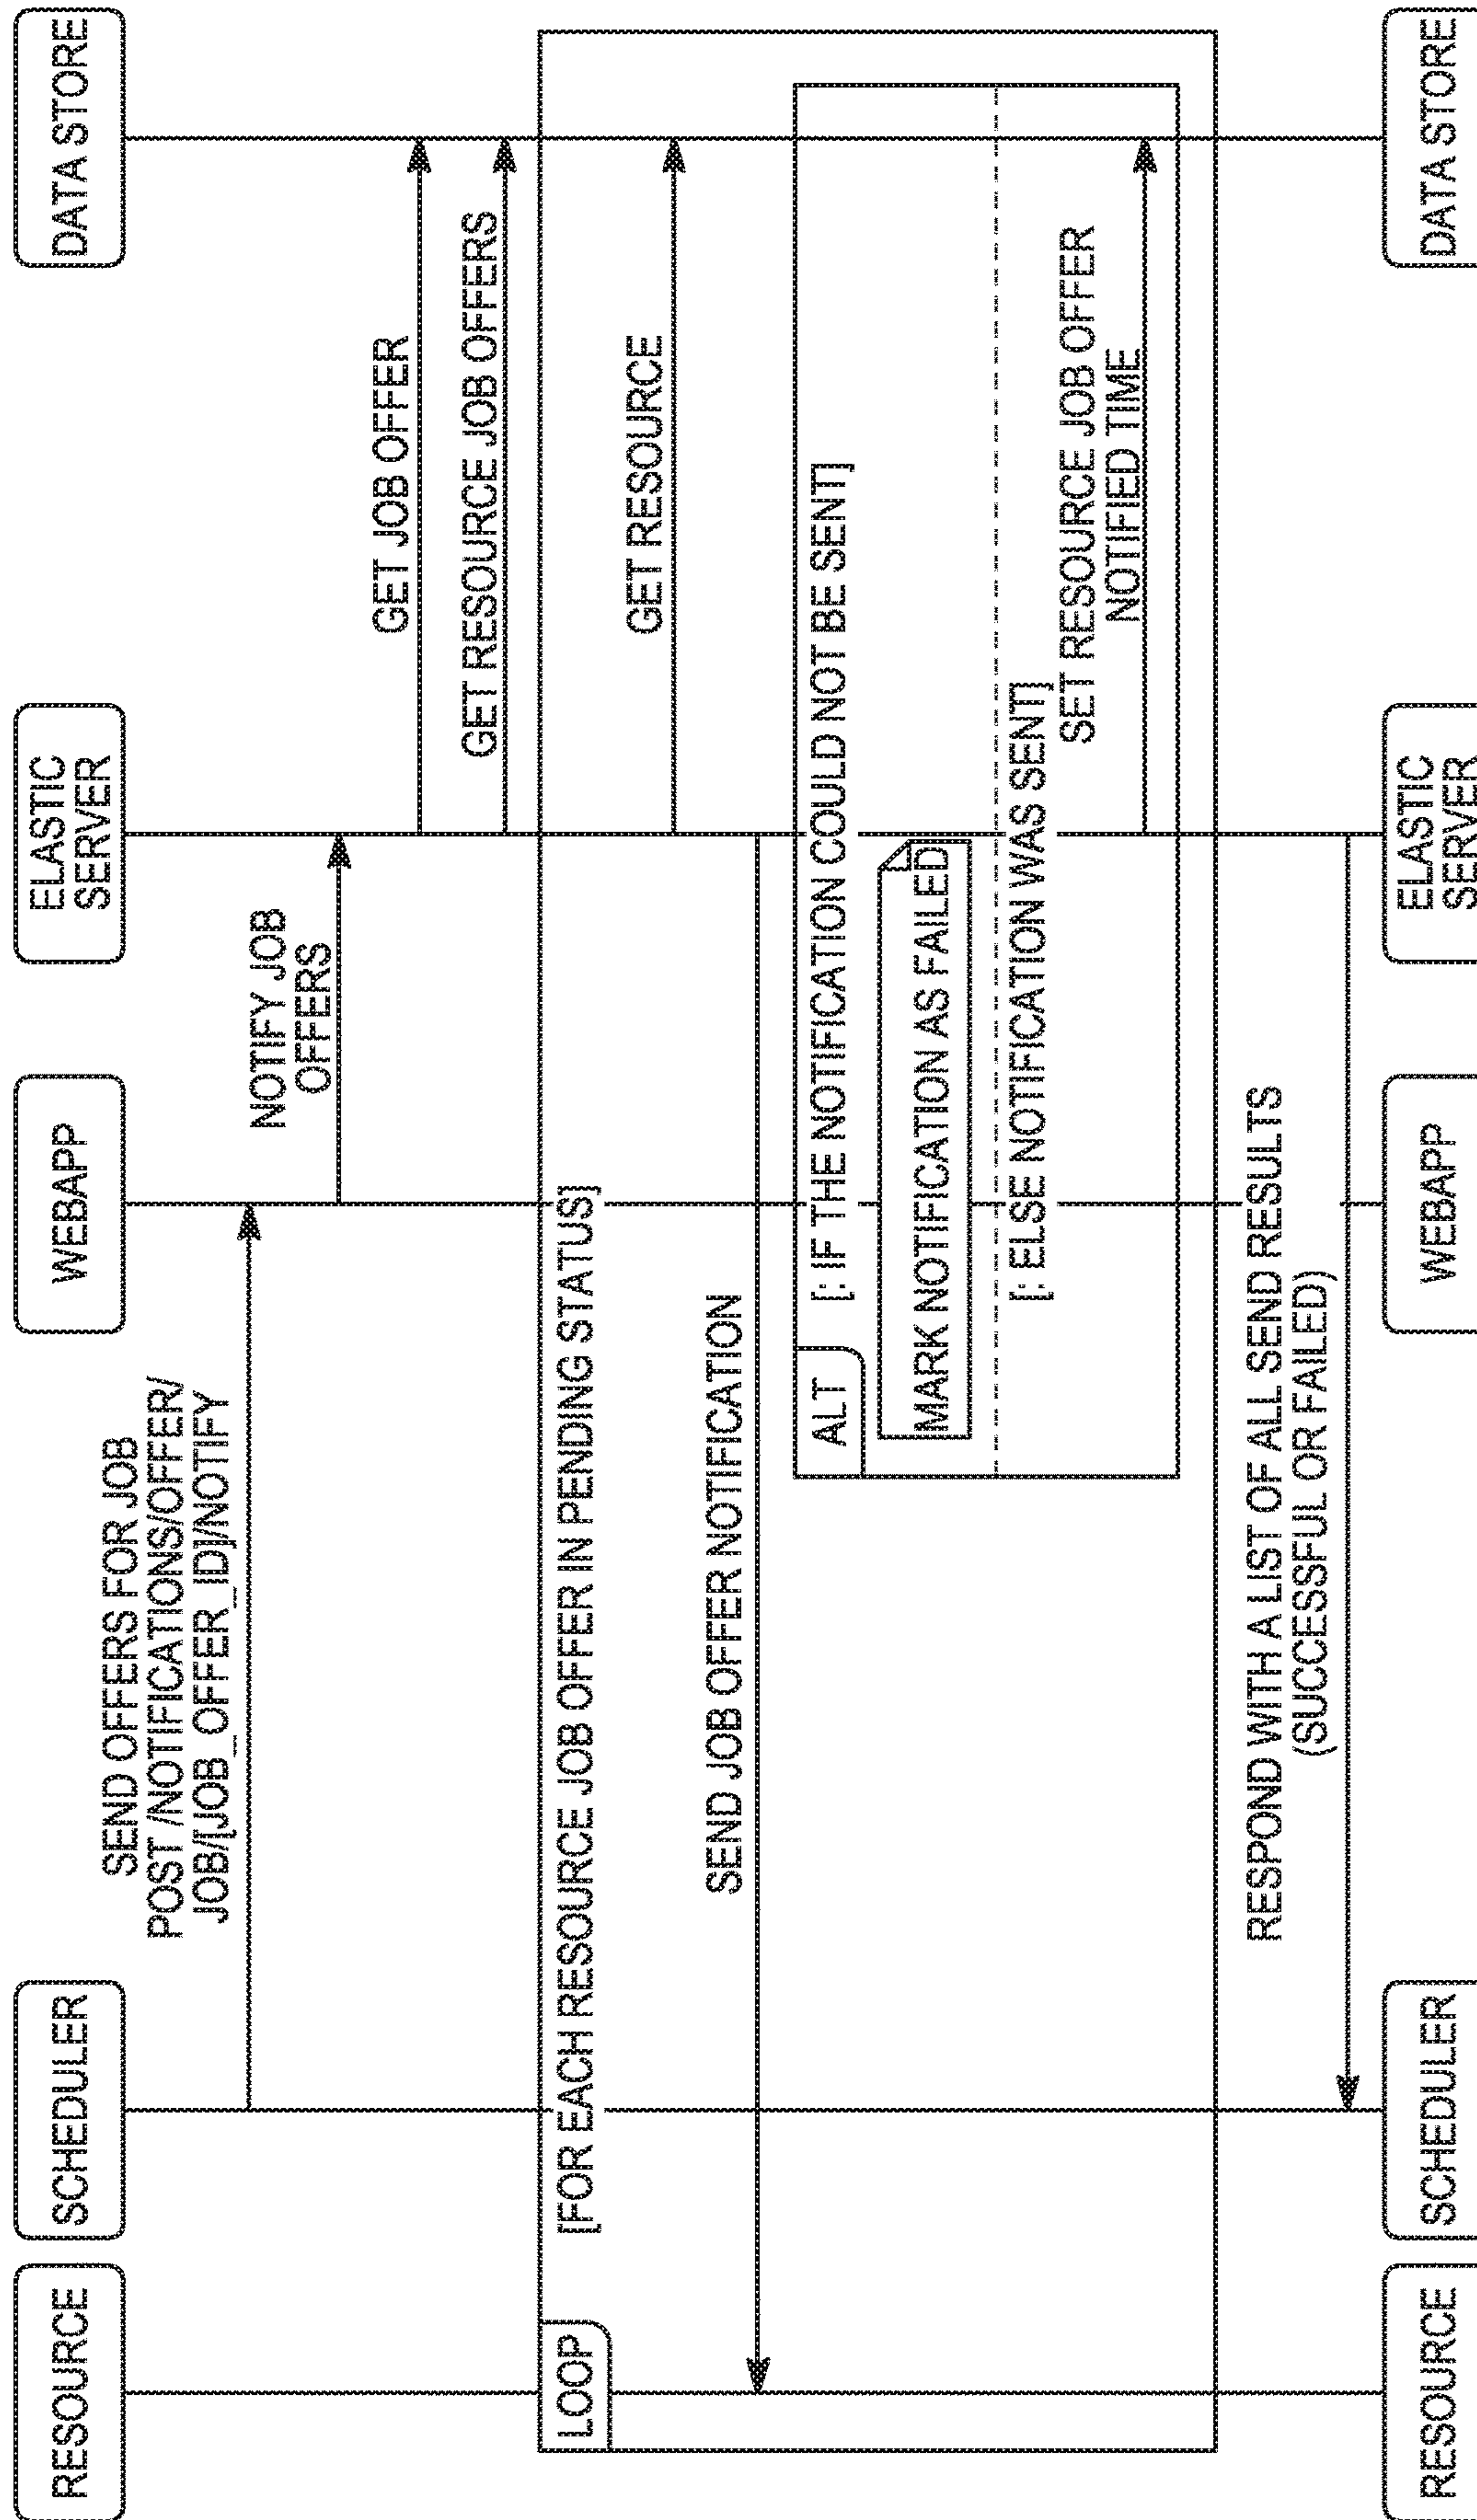 RESOURCE
SCHEDULER
WEBAPP
ELASTIC
SERVER
DATA STORE
SEND OFFERS FOR JOB
POST /NOTIFICATIONS/OFFER/
JOB/[JOB_OFFER_ID]/NOTIFY
NOTIFY JOB
OFFERS
GET JOB OFFER
GET RESOURCE JOB OFFERS
LOOP
[FOR EACH RESOURCE JOB OFFER IN PENDING STATUS]
GET RESOURCE
SEND JOB OFFER NOTIFICATION
ALT
[: IF THE NOTIFICATION COULD NOT BE SENT]
MARK NOTIFICATION AS FAILED
[: ELSE NOTIFICATION WAS SENT]
SET RESOURCE JOB OFFER
NOTIFIED TIME
RESPOND WITH A LIST OF ALL SEND RESULTS
(SUCCESSFUL OR FAILED)
RESOURCE
SCHEDULER
WEBAPP
ELASTIC
SERVER
DATA STORE